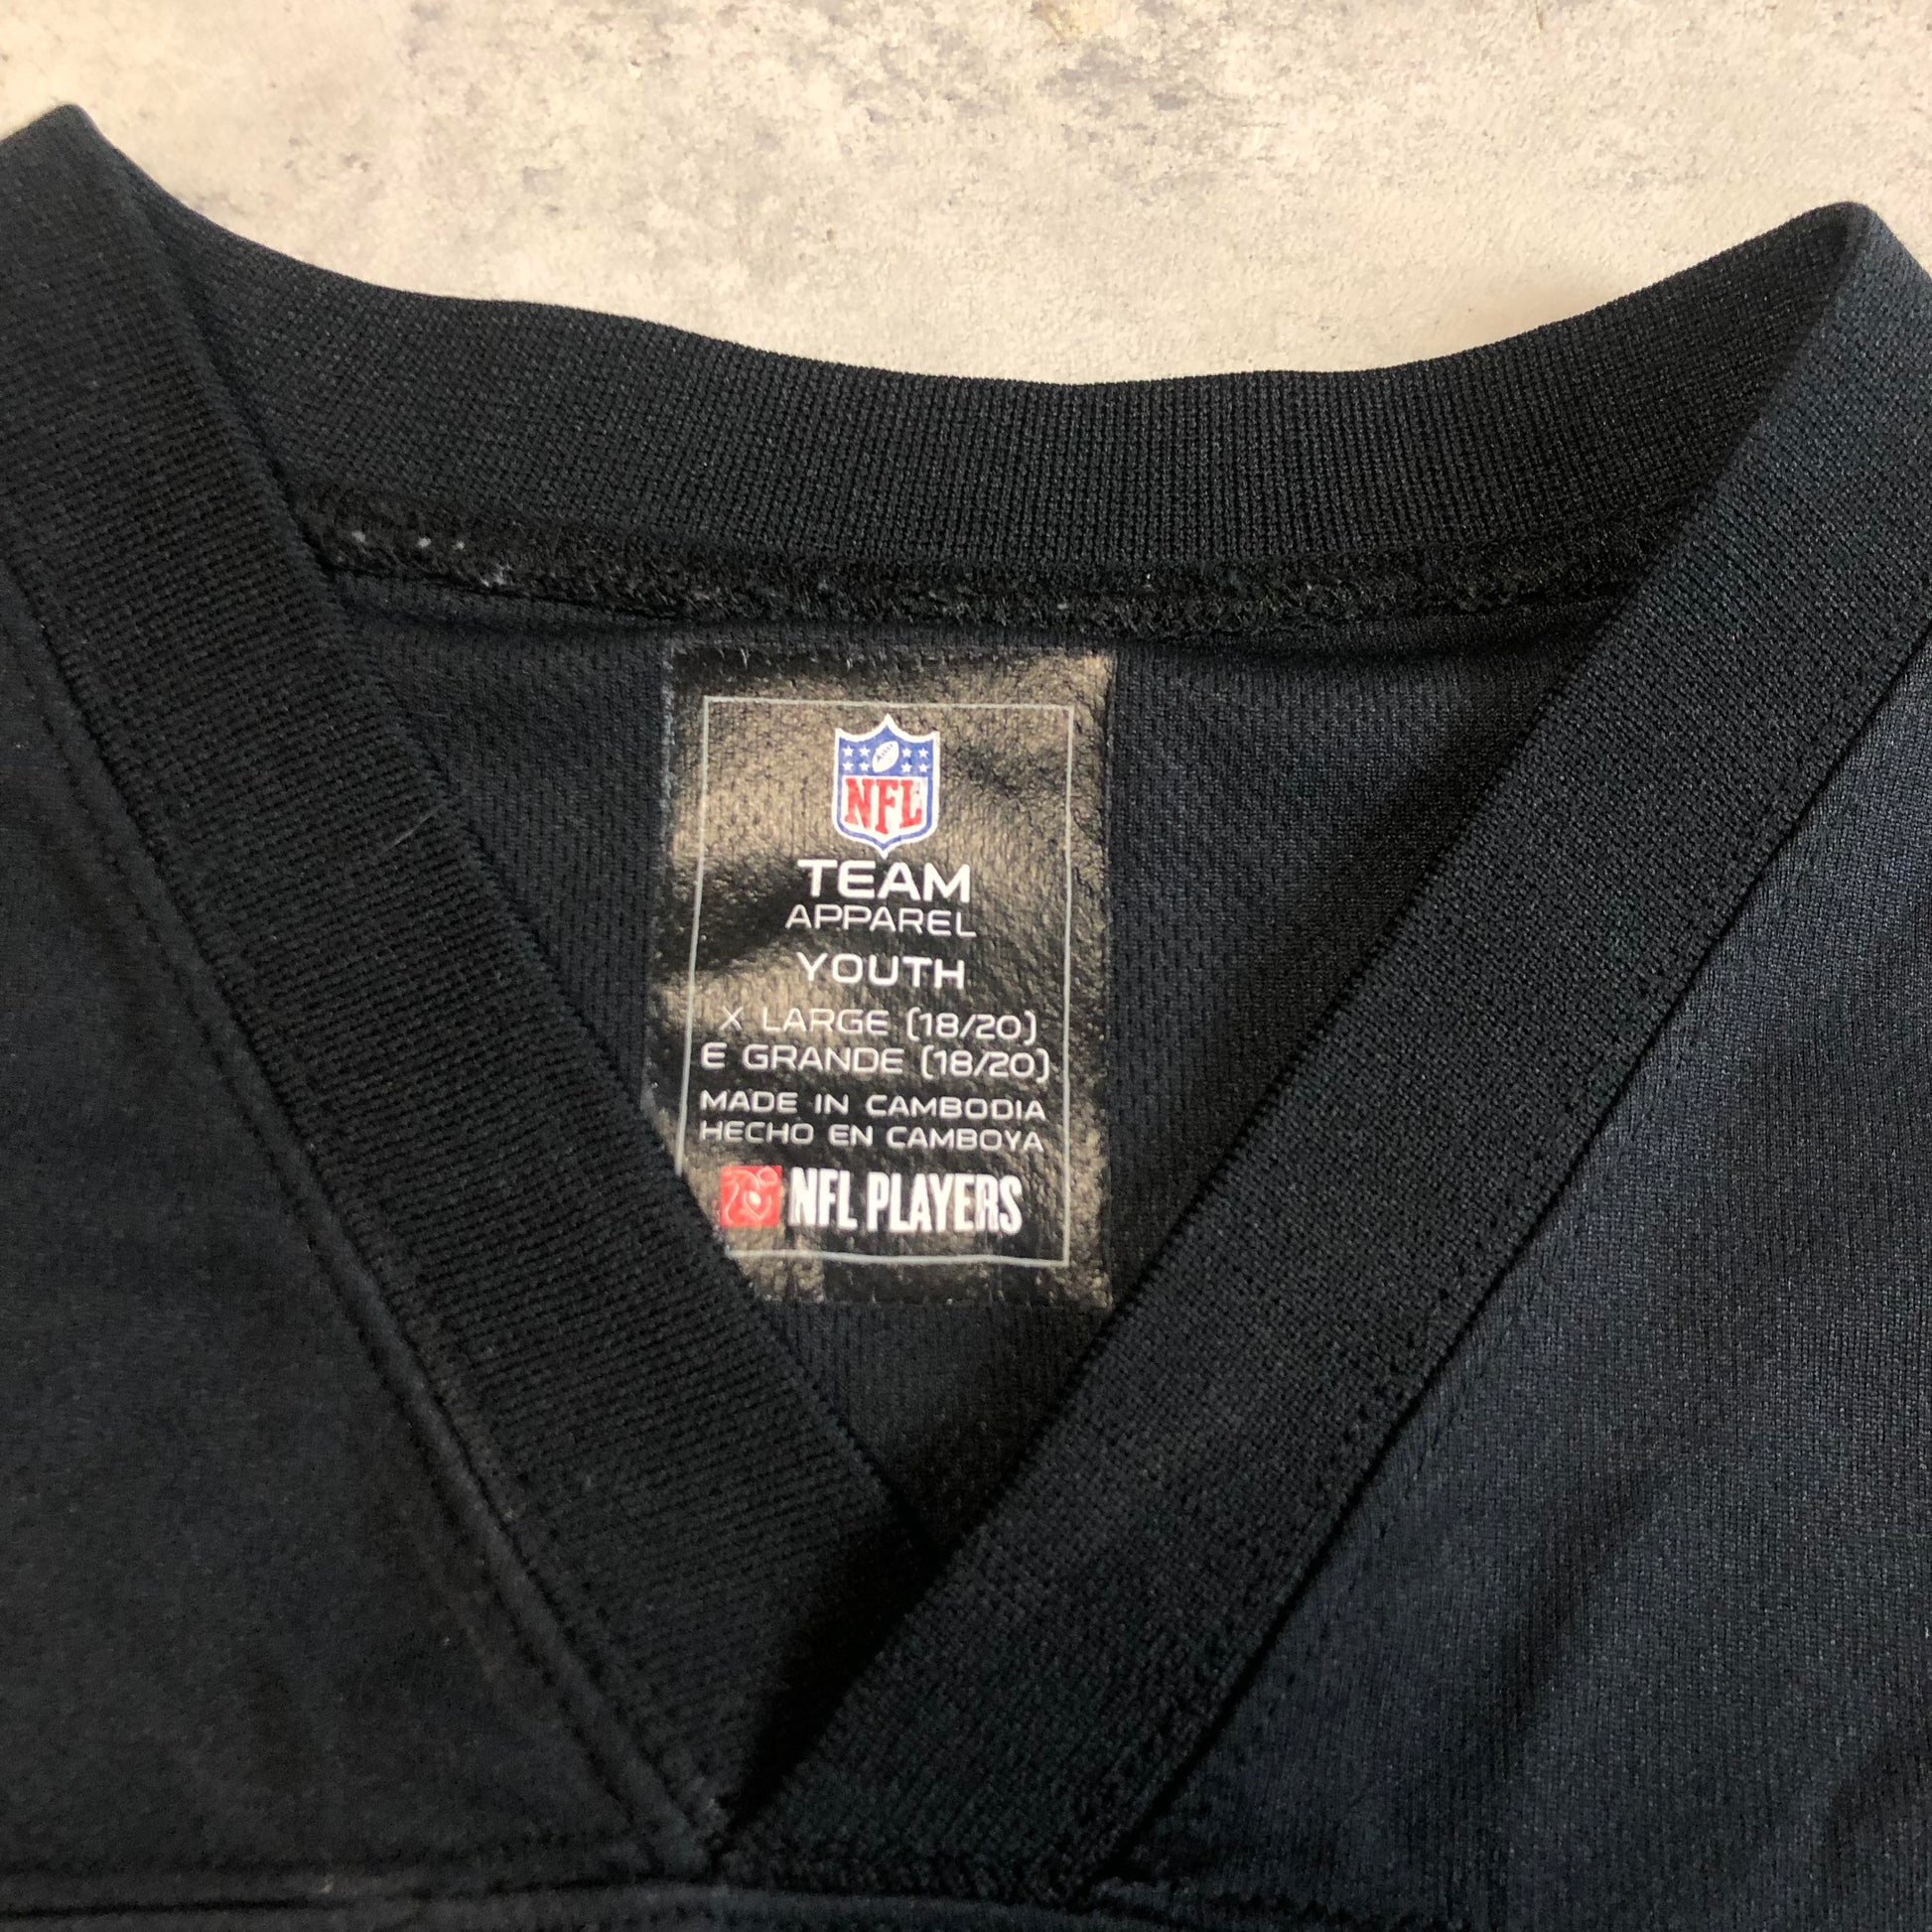 NFL
TEAM
APPAREL
YOUTH
X LARGE (18/20)
E GRANDE (18/20)
MADE IN CAMBODIA
HECHO EN CAMBOYA
NFL PLAYERS